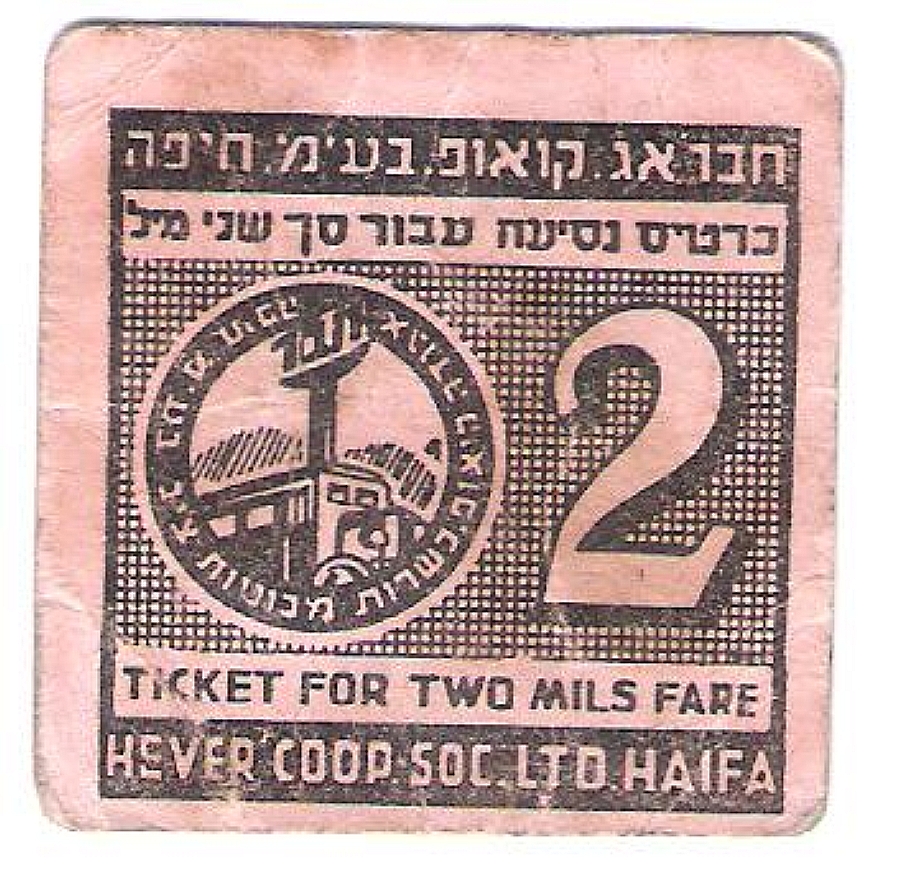 חבר אג. קואופ. בע"מ. חיפה
כרטיס נסיעה עבור סך שני מיל
2
TICKET FOR TWO MILS FARE
HEVER COOP. SOC. LTD. HAIFA